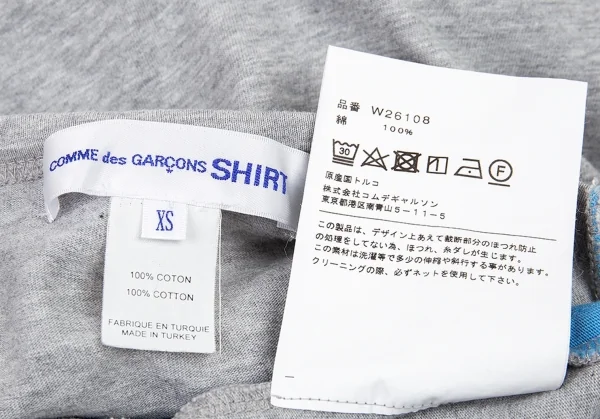 COMME des GARÇONS SHIRT
XS
100% COTON
100% COTTON
FABRIQUE EN TURQUIE
MADE IN TURKEY
品番 W26108
綿 100%
30 F
原産国トルコ
株式会社コムデギャルソン
東京都港区南青山5-11-5
この製品は、デザイン上あえて裁断部分のほつれ防止
の処理をしてない為、ほつれ、糸ダレが生じます。
この素材は洗濯等で多少の伸縮や斜行する事があります。
クリーニングの際、必ずネットを使用して下さい。